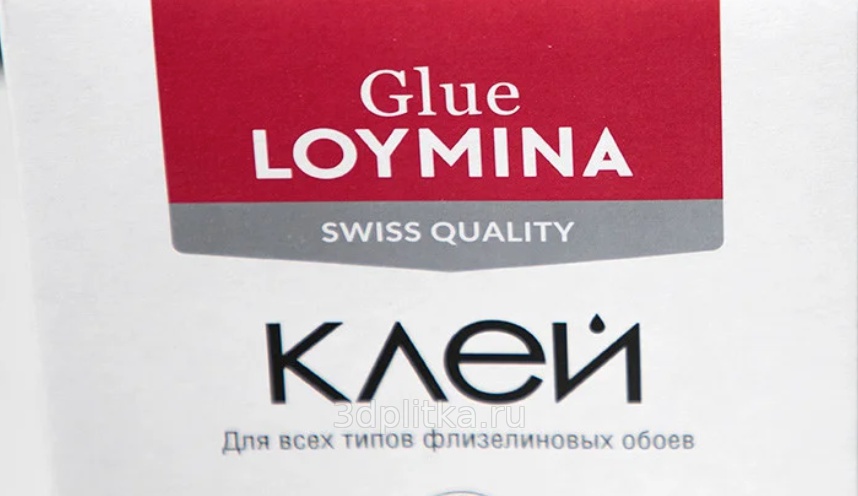 Glue
LOYMINA
SWISS QUALITY
клей
3dplitka.ru
Для всех типов флизелиновых обоев